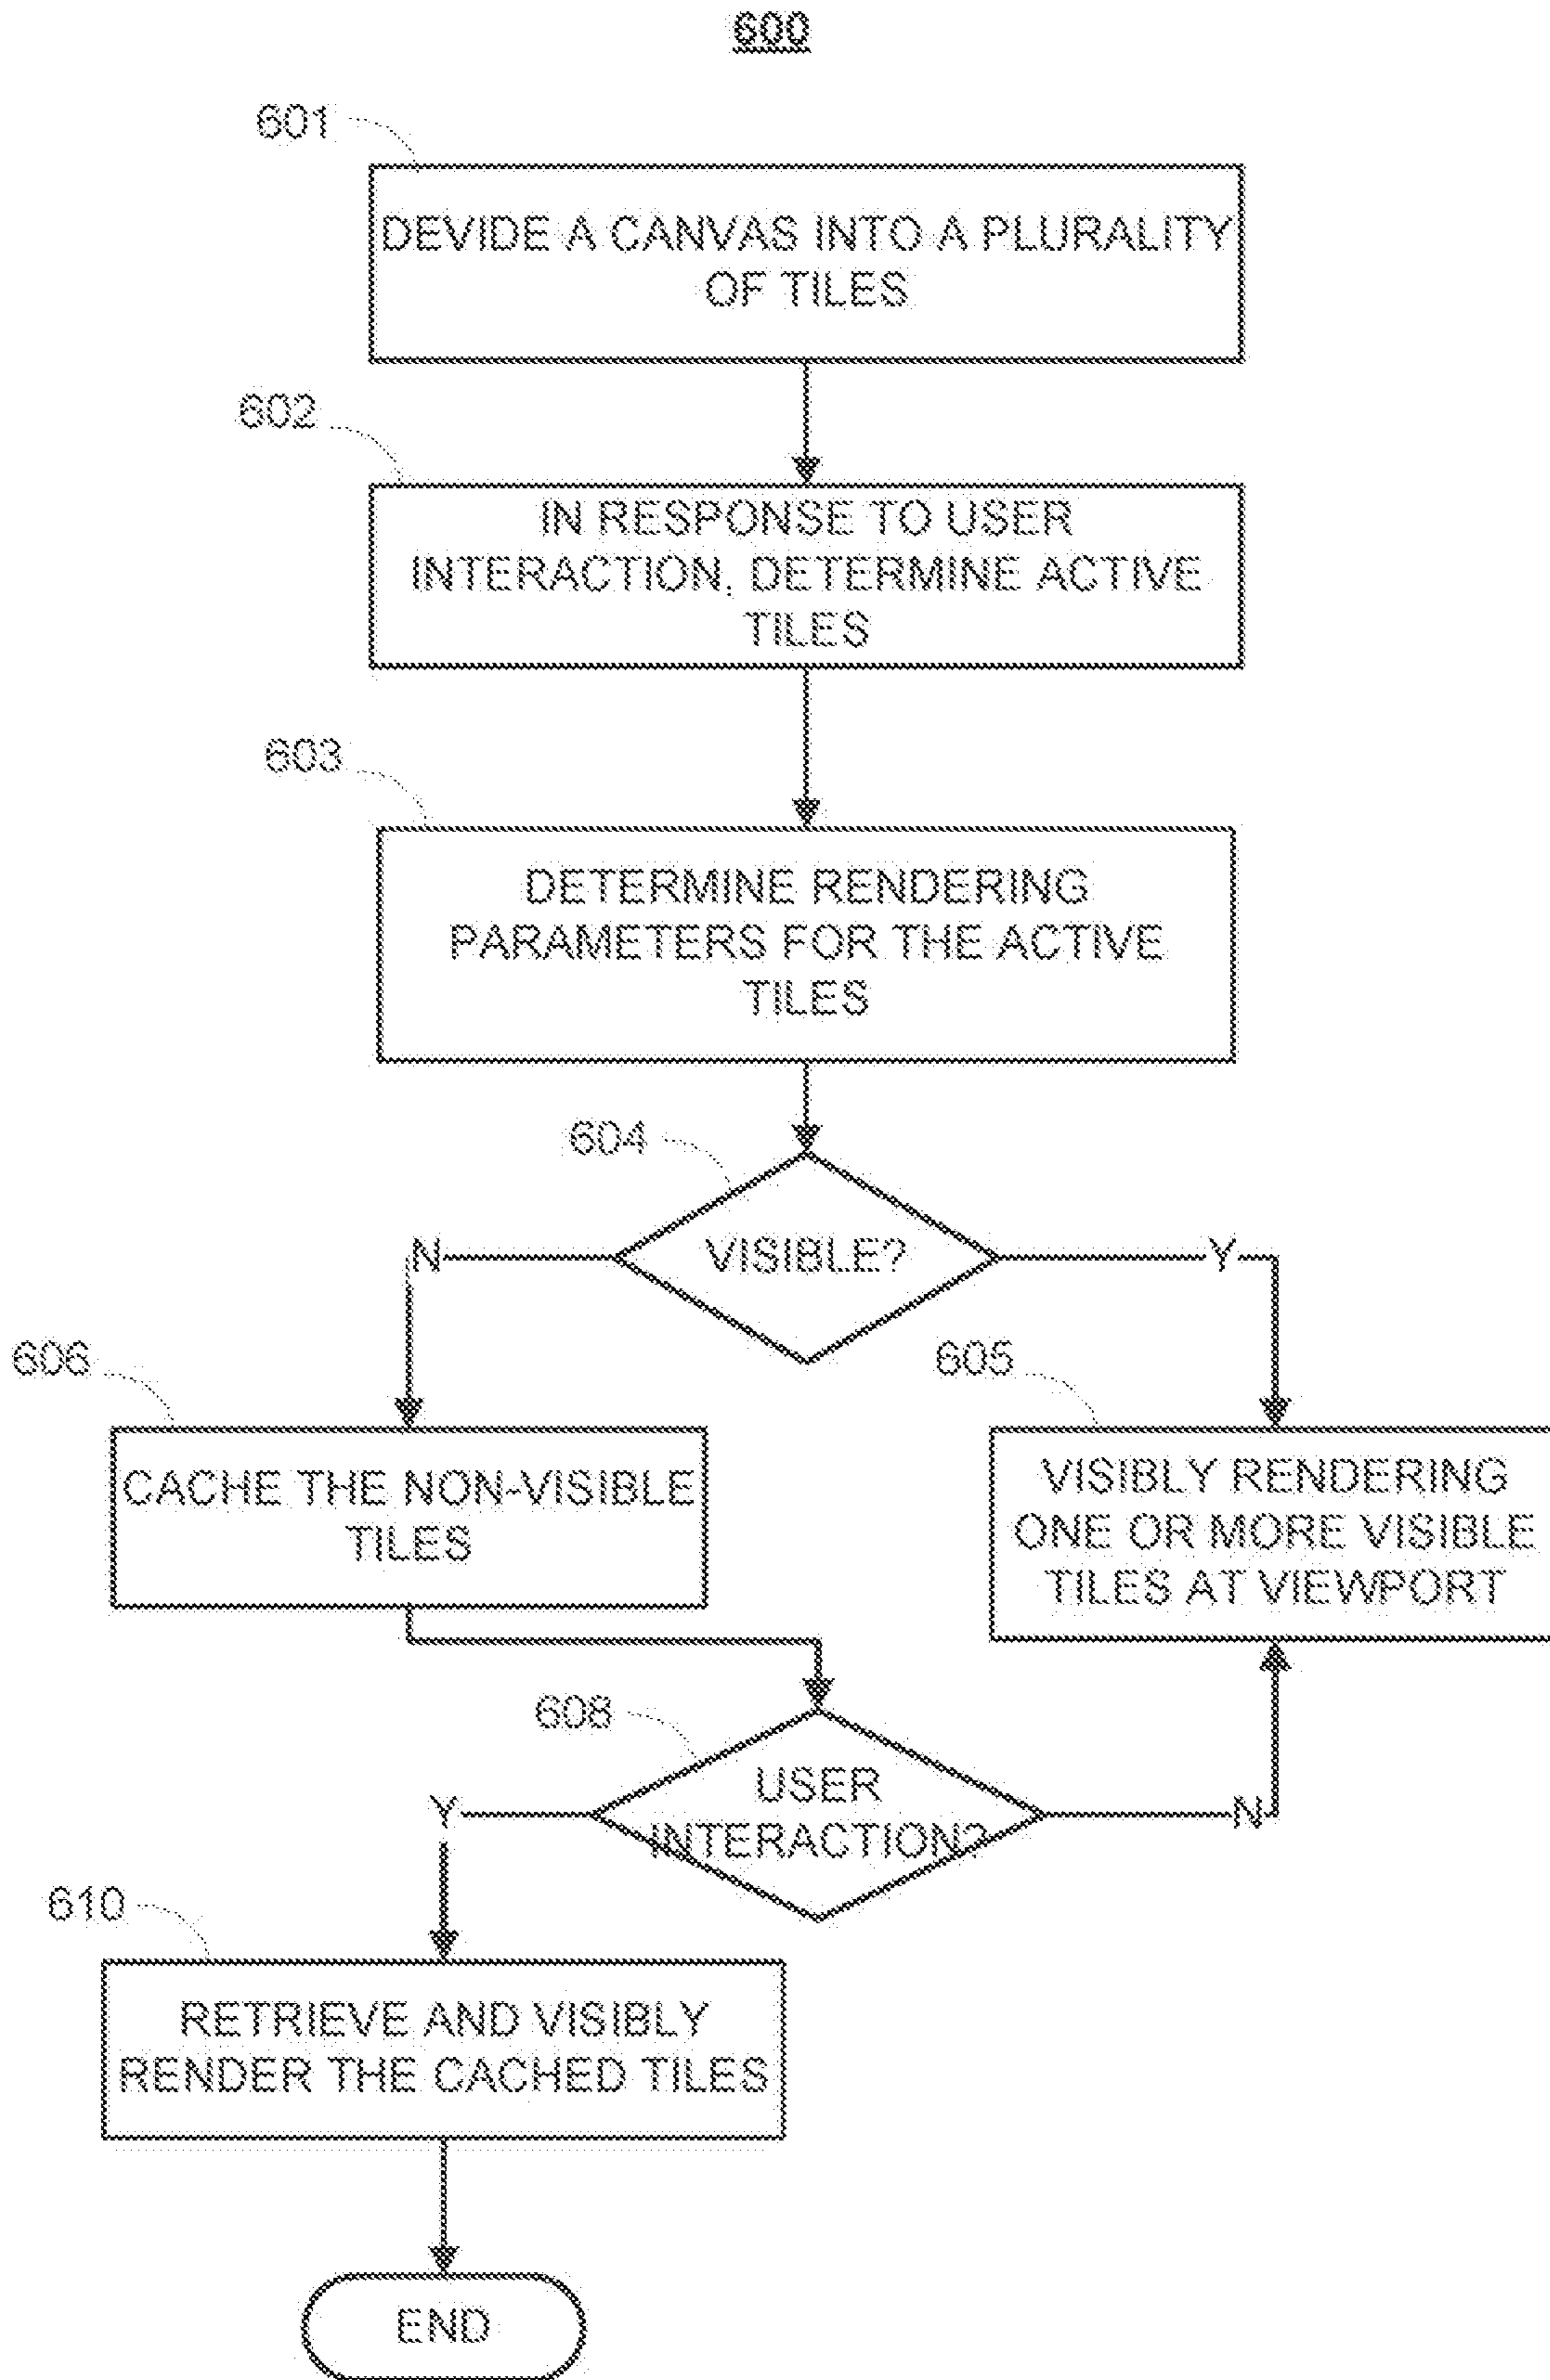 600
601
DEVIDE A CANVAS INTO A PLURALITY
OF TILES
602
IN RESPONSE TO USER
INTERACTION, DETERMINE ACTIVE
TILES
603
DETERMINE RENDERING
PARAMETERS FOR THE ACTIVE
TILES
604
VISIBLE?
N
Y
606
605
CACHE THE NON-VISIBLE
TILES
VISIBLY RENDERING
ONE OR MORE VISIBLE
TILES AT VIEWPORT
608
USER
INTERACTION?
Y
N
610
RETRIEVE AND VISIBLY
RENDER THE CACHED TILES
END